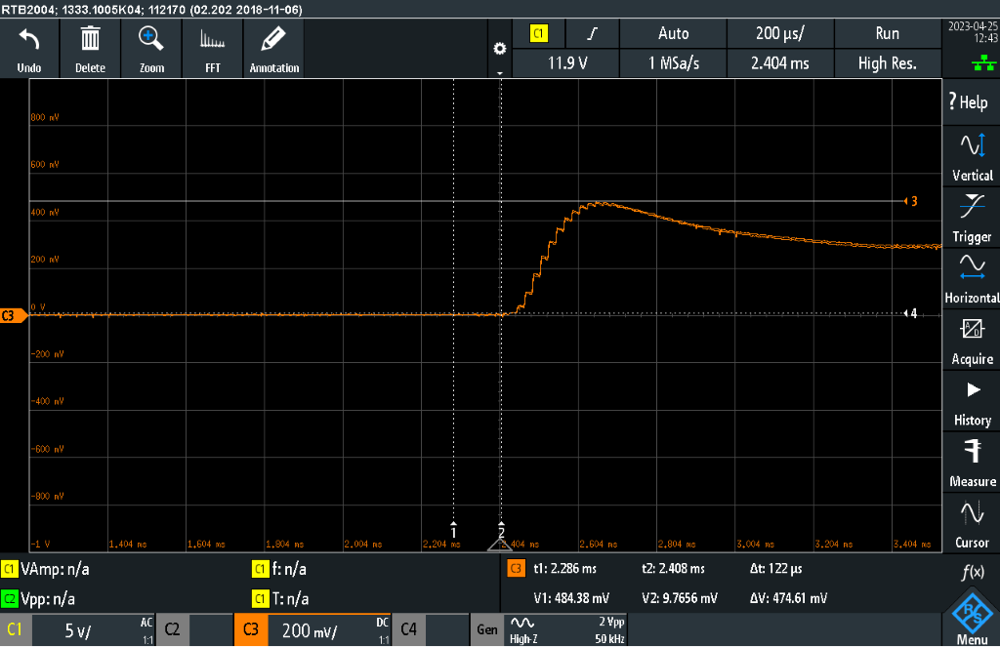 RTB2004; 1333.1005K04; 112170 (02.202 2018-11-06)
Undo Delete Zoom FFT Annotation
C1 Auto 200 µs/ Run
11.9 V 1 MSa/s 2.404 ms High Res.
2023-04-25
12:43
? Help
Vertical
Trigger
Horizontal
Acquire
History
Measure
Cursor
f(x)
R&S
Menu
800 mV
600 mV
400 mV
3
200 mV
0 V
C3
4
-200 mV
-400 mV
-600 mV
-800 mV
1 2
-1 V 1.404 ms 1.604 ms 1.804 ms 2.004 ms 2.204 ms 2.404 ms 2.604 ms 2.804 ms 3.004 ms 3.204 ms 3.404 ms
C1 VAmp: n/a C1 f: n/a C3 t1: 2.286 ms t2: 2.408 ms Δt: 122 µs
C2 Vpp: n/a C1 T: n/a V1: 484.38 mV V2: 9.7656 mV ΔV: 474.61 mV
C1 5 V/ AC 1:1 C2 C3 200 mV/ DC 1:1 C4 Gen High-Z 2 Vpp 50 kHz